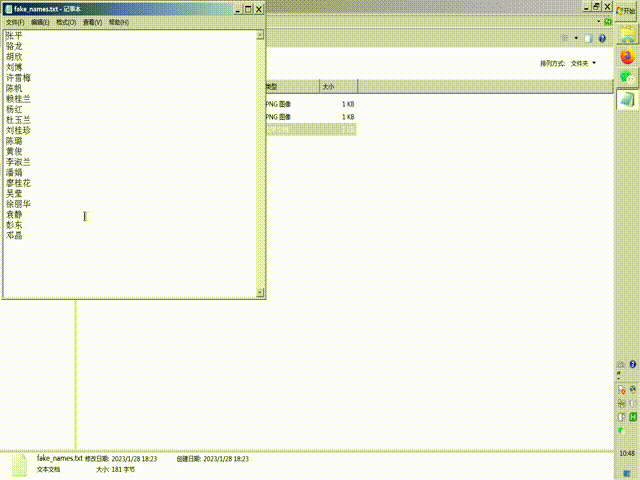 fake_names.txt - 记事本
文件(F) 编辑(E) 格式(O) 查看(V) 帮助(H)
张平
骆龙
胡欣
刘博
许雪梅
陈帆
赖桂兰
杨红
杜玉兰
刘桂珍
陈璐
黄俊
李淑兰
潘娟
廖桂花
吴莹
徐丽华
袁静
彭东
邓晶
开始
排列方式: 文件夹
类型 大小
PNG 图像 1 KB
PNG 图像 1 KB
fake_names.txt 修改日期: 2023/1/28 18:23 创建日期: 2023/1/28 18:23
文本文档 大小: 181 字节
10:48